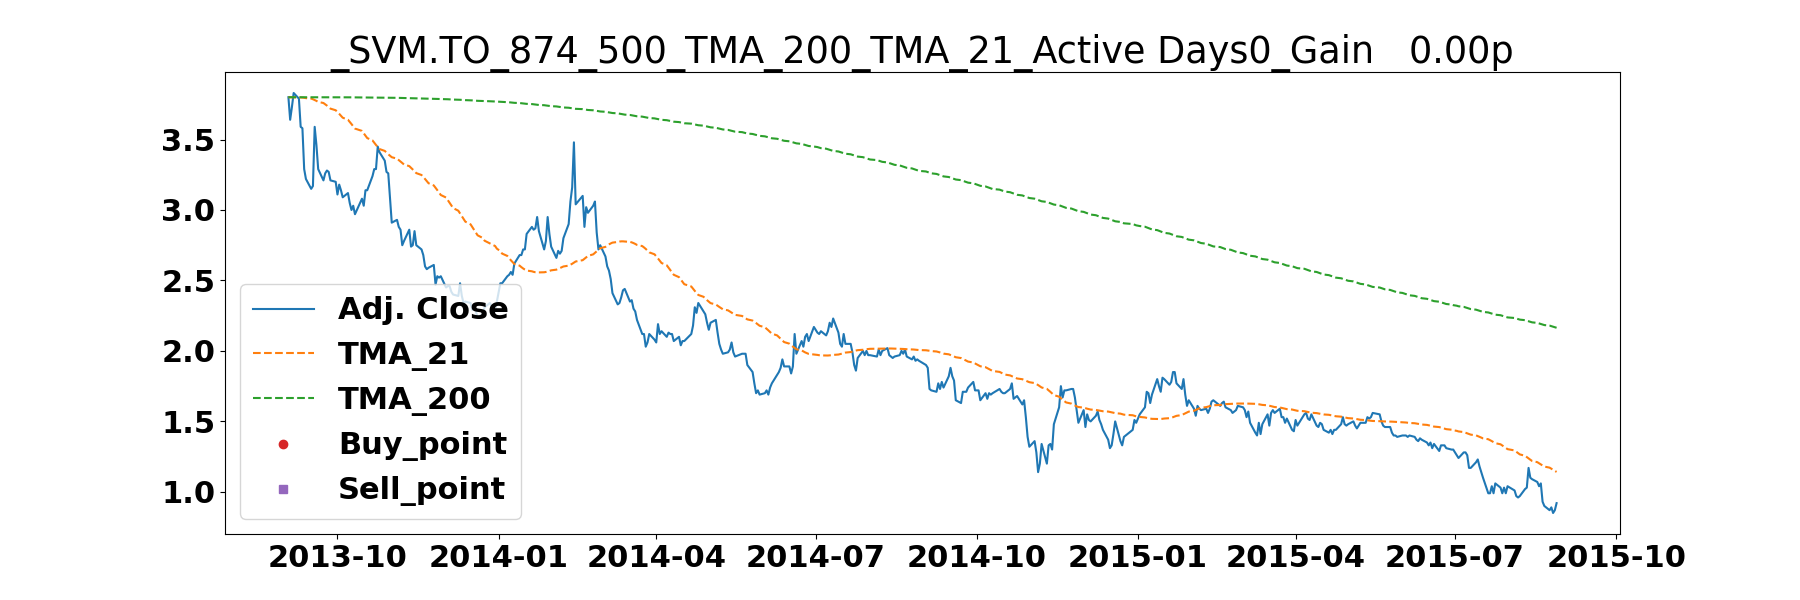 _SVM.TO_874_500_TMA_200_TMA_21_Active Days0_Gain   0.00p
3.5
3.0
2.5
2.0
1.5
1.0
Adj. Close
TMA_21
TMA_200
Buy_point
Sell_point
2013-10 2014-01 2014-04 2014-07 2014-10 2015-01 2015-04 2015-07 2015-10